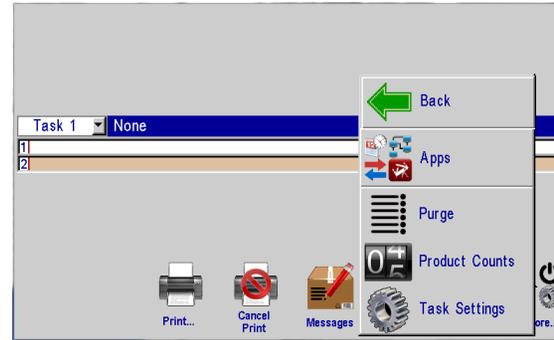 Back
Task 1
None
Apps
1
2
Purge
Product Counts
Task Settings
Print...
Cancel
Print
Messages
ore..